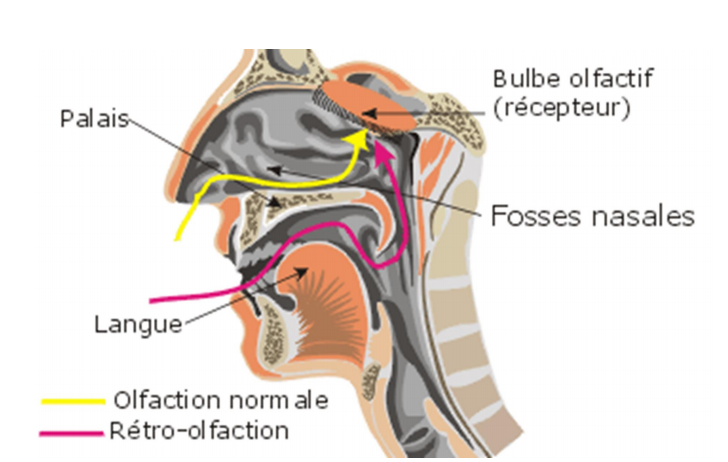 Bulbe olfactif
(récepteur)
Palais
Fosses nasales
Langue
Olfaction normale
Rétro-olfaction